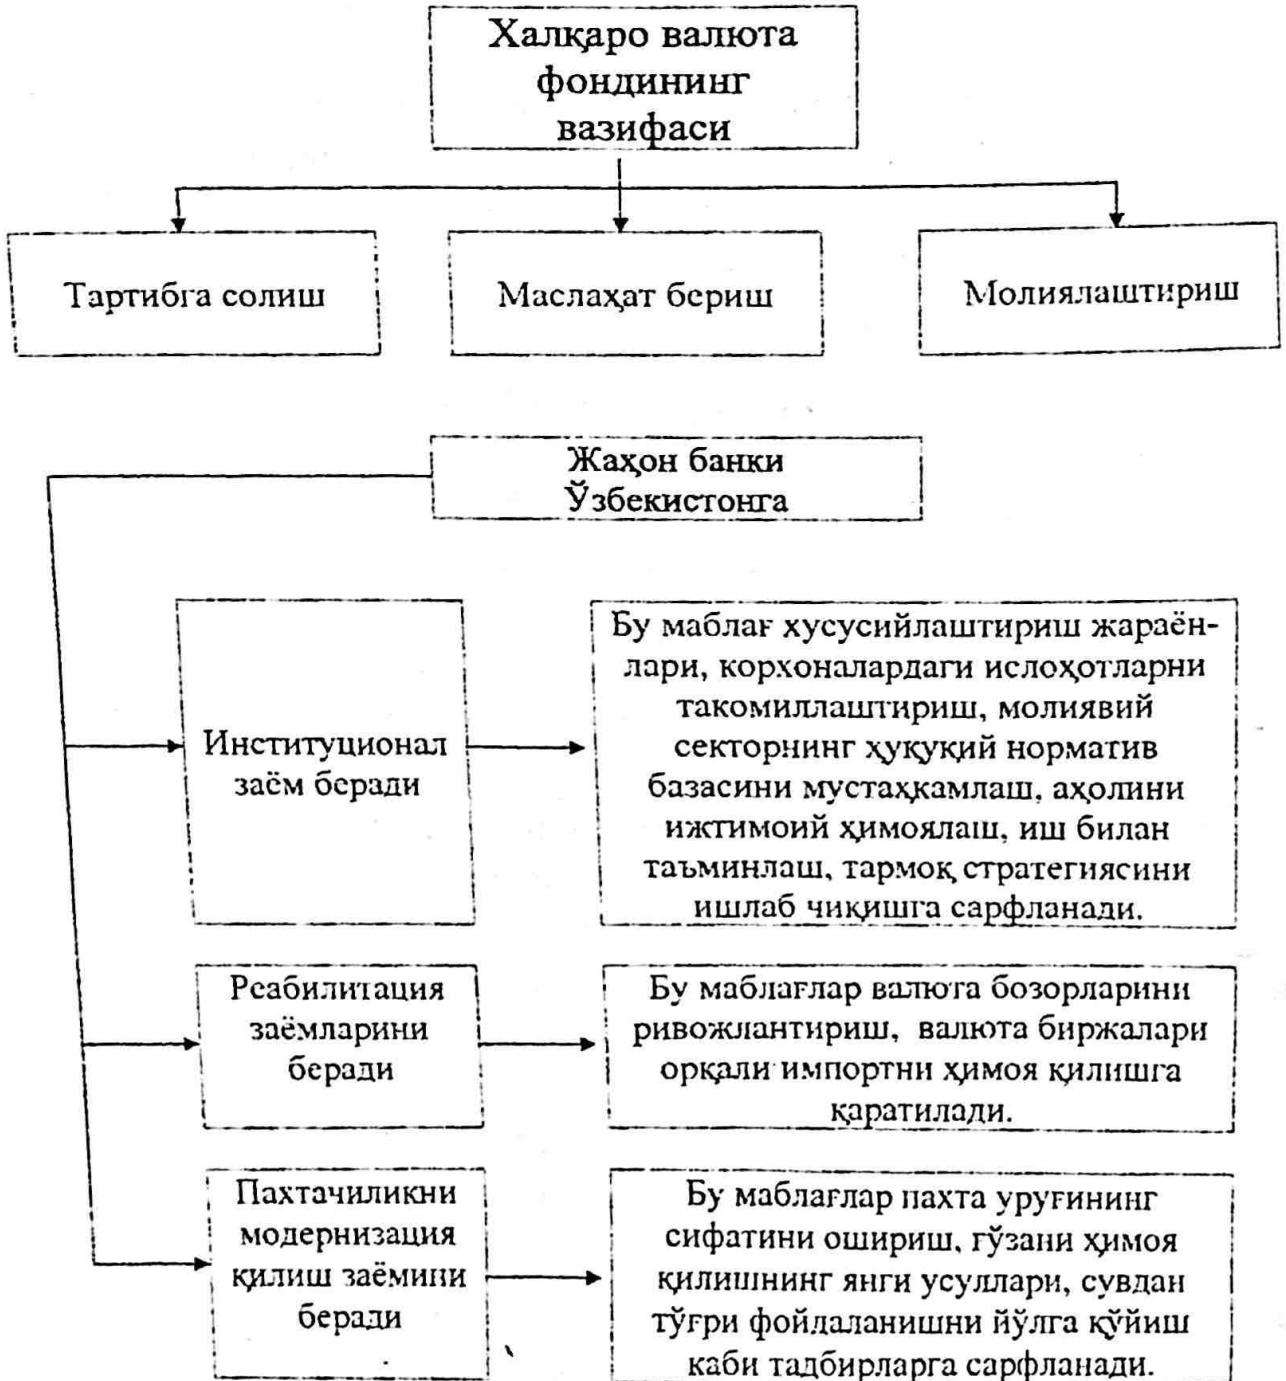 Халқаро валюта
фондининг
вазифаси
Тартибга солиш
Маслаҳат бериш
Молиялаштириш
Жаҳон банки
Ўзбекистонга
Институционал
заём беради
Бу маблағ хусусийлаштириш жараён-
лари, корхоналардаги ислоҳотларни
такомиллаштириш, молиявий
секторнинг ҳуқуқий норматив
базасини мустаҳкамлаш, аҳолини
ижтимоий ҳимоялаш, иш билан
таъминлаш, тармоқ стратегиясини
ишлаб чиқишга сарфланади.
Реабилитация
заёмларини
беради
Бу маблағлар валюта бозорларини
ривожлантириш, валюта биржалари
орқали импортни ҳимоя қилишга
қаратилади.
Пахтачиликни
модернизация
қилиш заёмини
беради
Бу маблағлар пахта уруғининг
сифатини ошириш, ғўзани ҳимоя
қилишнинг янги усуллари, сувдан
тўғри фойдаланишни йўлга қўйиш
каби тадбирларга сарфланади.